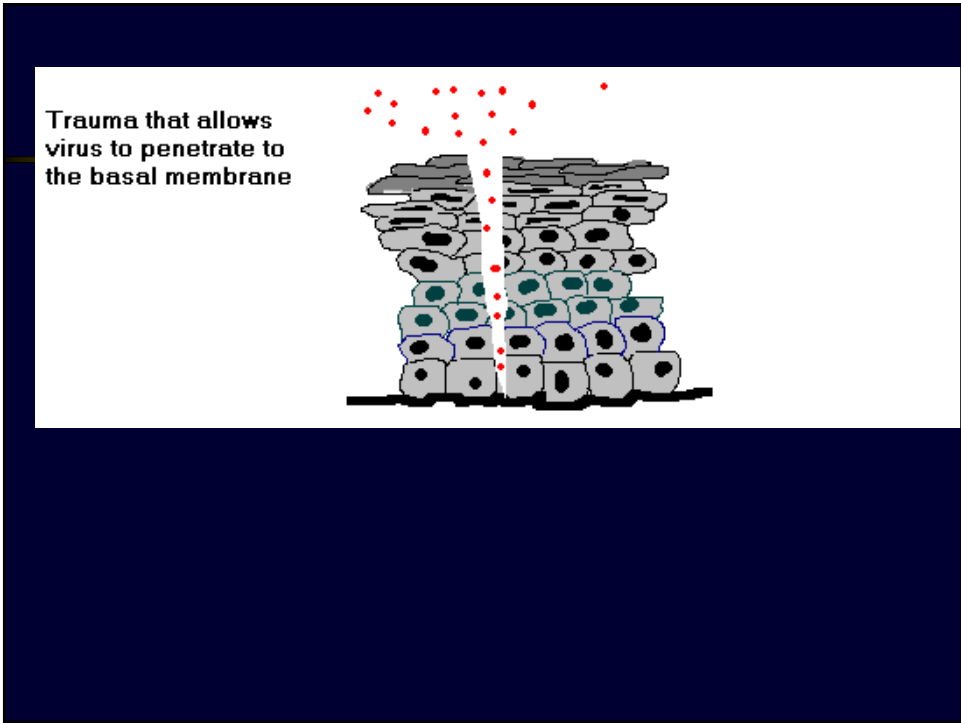 Trauma that allows
virus to penetrate to
the basal membrane